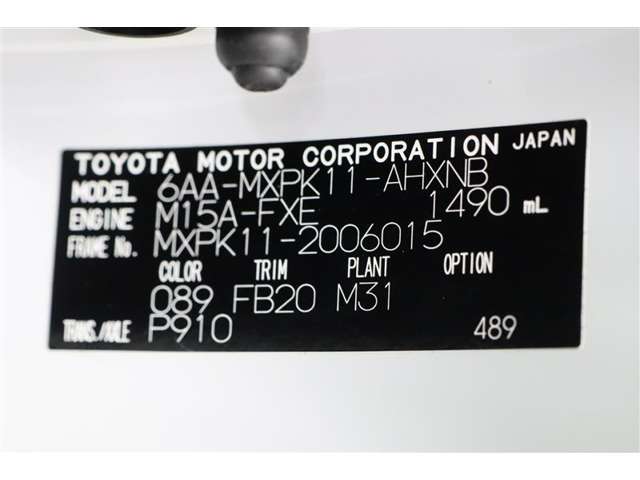 TOYOTA MOTOR CORPORATION JAPAN
MODEL 6AA-MXPK11-AHXNB
ENGINE M15A-FXE 1490 mL
FRAME No. MXPK11-2006015
COLOR TRIM PLANT OPTION
089 FB20 M31
TRANS./AXLE P910 489